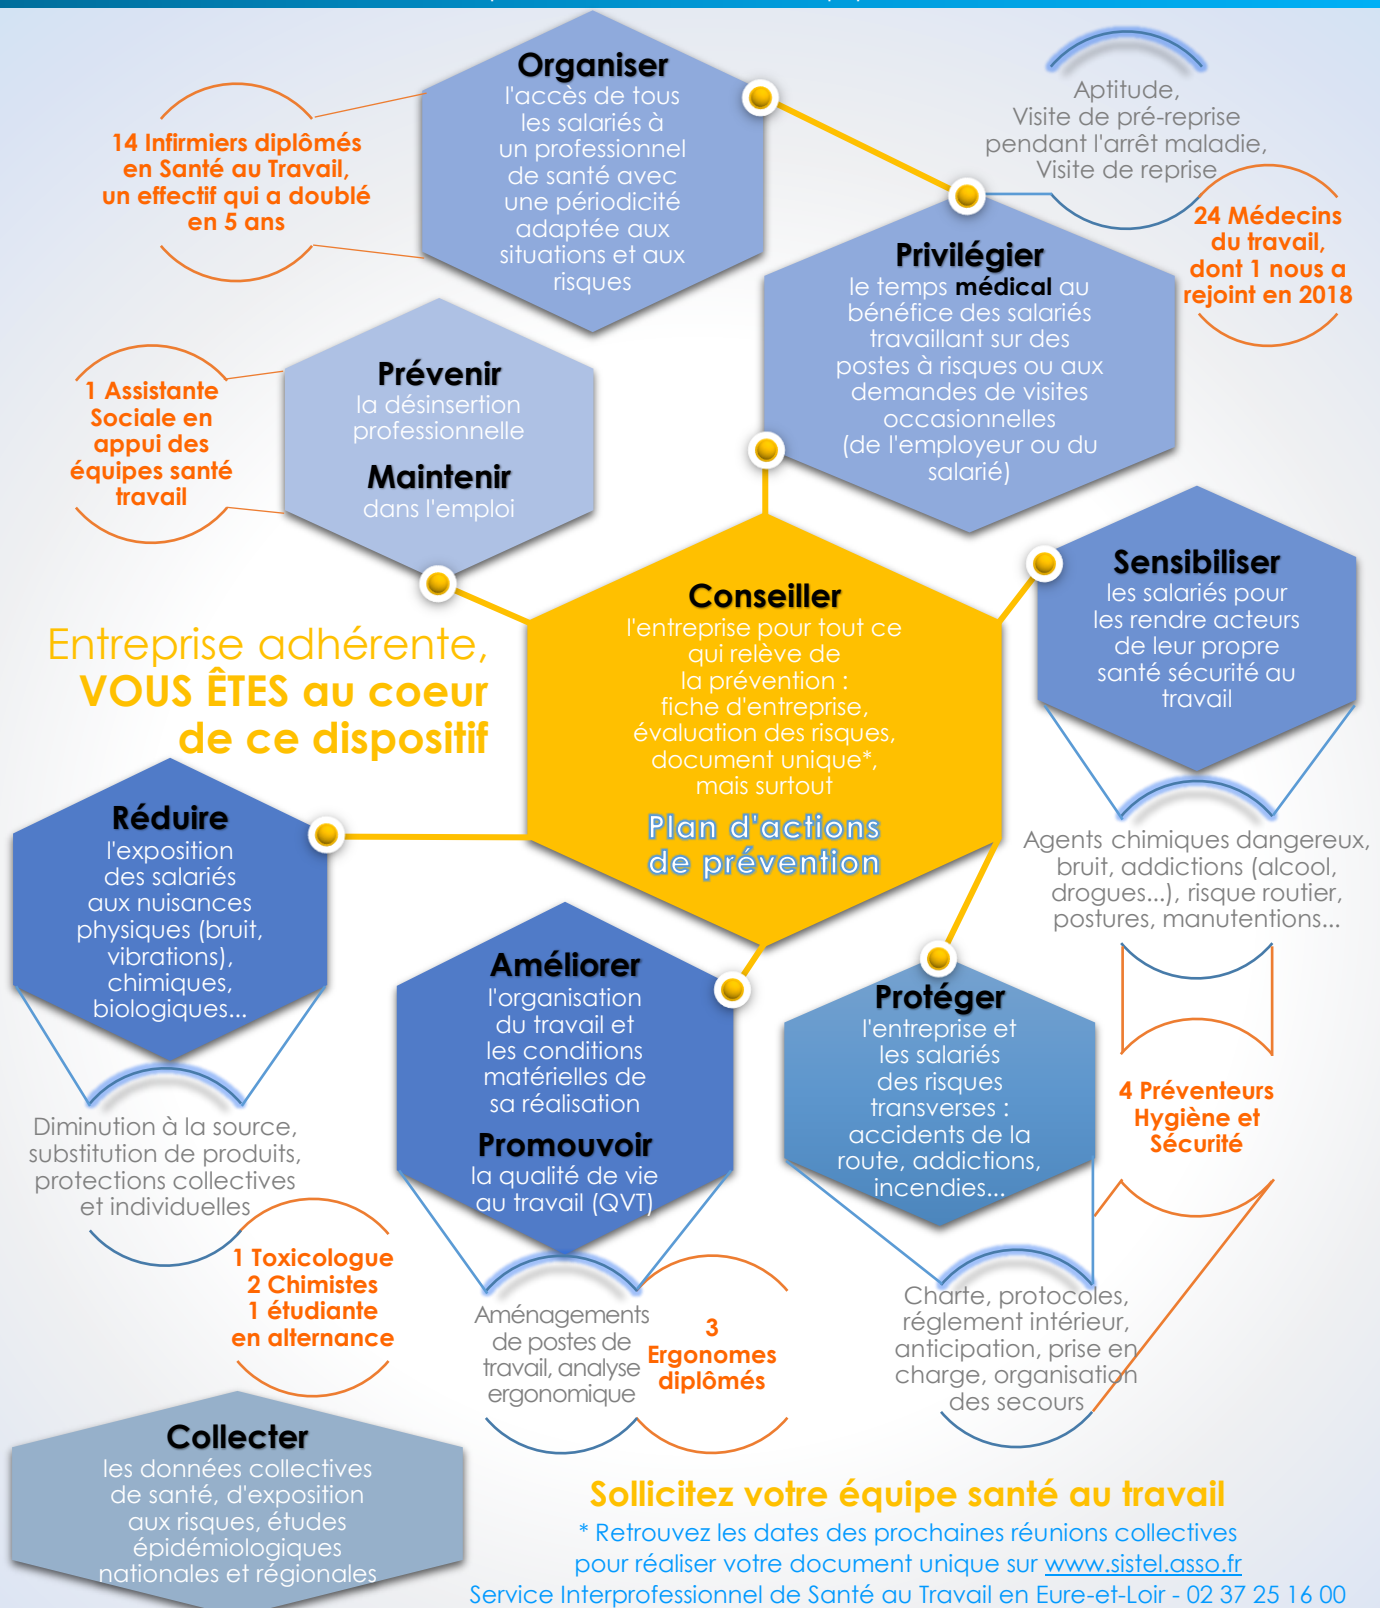 Organiser
l'accès de tous
les salariés à
un professionnel
de santé avec
une périodicité
adaptée aux
situations et aux
risques
14 Infirmiers diplômés
en Santé au Travail,
un effectif qui a doublé
en 5 ans
Aptitude,
Visite de pré-reprise
pendant l'arrêt maladie,
Visite de reprise
24 Médecins
du travail,
dont 1 nous a
rejoint en 2018
Privilégier
le temps médical au
bénéfice des salariés
travaillant sur des
postes à risques ou aux
demandes de visites
occasionnelles
(de l'employeur ou du
salarié)
Prévenir
la désinsertion
professionnelle
Maintenir
dans l'emploi
1 Assistante
Sociale en
appui des
équipes santé
travail
Sensibiliser
les salariés pour
les rendre acteurs
de leur propre
santé sécurité au
travail
Conseiller
l'entreprise pour tout ce
qui relève de
la prévention :
fiche d'entreprise,
évaluation des risques,
document unique*,
mais surtout
Plan d'actions
de prévention
Entreprise adhérente,
VOUS ÊTES au coeur
de ce dispositif
Réduire
l'exposition
des salariés
aux nuisances
physiques (bruit,
vibrations),
chimiques,
biologiques...
Agents chimiques dangereux,
bruit, addictions (alcool,
drogues...), risque routier,
postures, manutentions...
Améliorer
l'organisation
du travail et
les conditions
matérielles de
sa réalisation
Promouvoir
la qualité de vie
au travail (QVT)
Protéger
l'entreprise et
les salariés
des risques
transverses :
accidents de la
route, addictions,
incendies...
4 Préventeurs
Hygiène et
Sécurité
Diminution à la source,
substitution de produits,
protections collectives
et individuelles
1 Toxicologue
2 Chimistes
1 étudiante
en alternance
Aménagements
de postes de
travail, analyse
ergonomique
3
Ergonomes
diplômés
Charte, protocoles,
réglement intérieur,
anticipation, prise en
charge, organisation
des secours
Collecter
les données collectives
de santé, d'exposition
aux risques, études
épidémiologiques
nationales et régionales
Sollicitez votre équipe santé au travail
* Retrouvez les dates des prochaines réunions collectives
pour réaliser votre document unique sur www.sistel.asso.fr
Service Interprofessionnel de Santé au Travail en Eure-et-Loir - 02 37 25 16 00